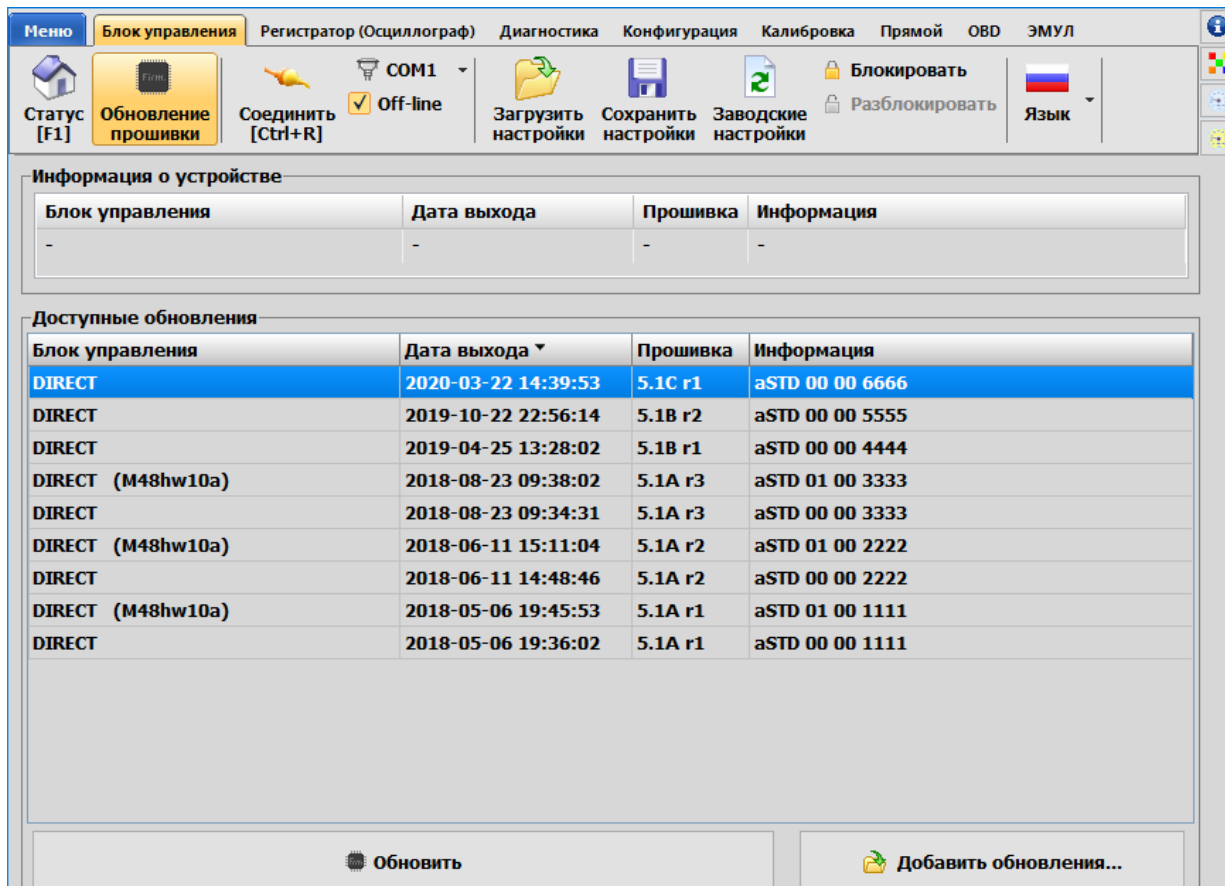 Меню Блок управления Регистратор (Осциллограф) Диагностика Конфигурация Калибровка Прямой OBD ЭМУЛ
Firm.
Статус [F1]
Обновление прошивки
Соединить [Ctrl+R]
COM1
Off-line
Загрузить настройки
Сохранить настройки
Заводские настройки
Блокировать
Разблокировать
Язык
Информация о устройстве
Блок управления Дата выхода Прошивка Информация
- - - -
Доступные обновления
Блок управления Дата выхода Прошивка Информация
DIRECT 2020-03-22 14:39:53 5.1C r1 aSTD 00 00 6666
DIRECT 2019-10-22 22:56:14 5.1B r2 aSTD 00 00 5555
DIRECT 2019-04-25 13:28:02 5.1B r1 aSTD 00 00 4444
DIRECT (M48hw10a) 2018-08-23 09:38:02 5.1A r3 aSTD 01 00 3333
DIRECT 2018-08-23 09:34:31 5.1A r3 aSTD 00 00 3333
DIRECT (M48hw10a) 2018-06-11 15:11:04 5.1A r2 aSTD 01 00 2222
DIRECT 2018-06-11 14:48:46 5.1A r2 aSTD 00 00 2222
DIRECT (M48hw10a) 2018-05-06 19:45:53 5.1A r1 aSTD 01 00 1111
DIRECT 2018-05-06 19:36:02 5.1A r1 aSTD 00 00 1111
Firm. Обновить Добавить обновления...